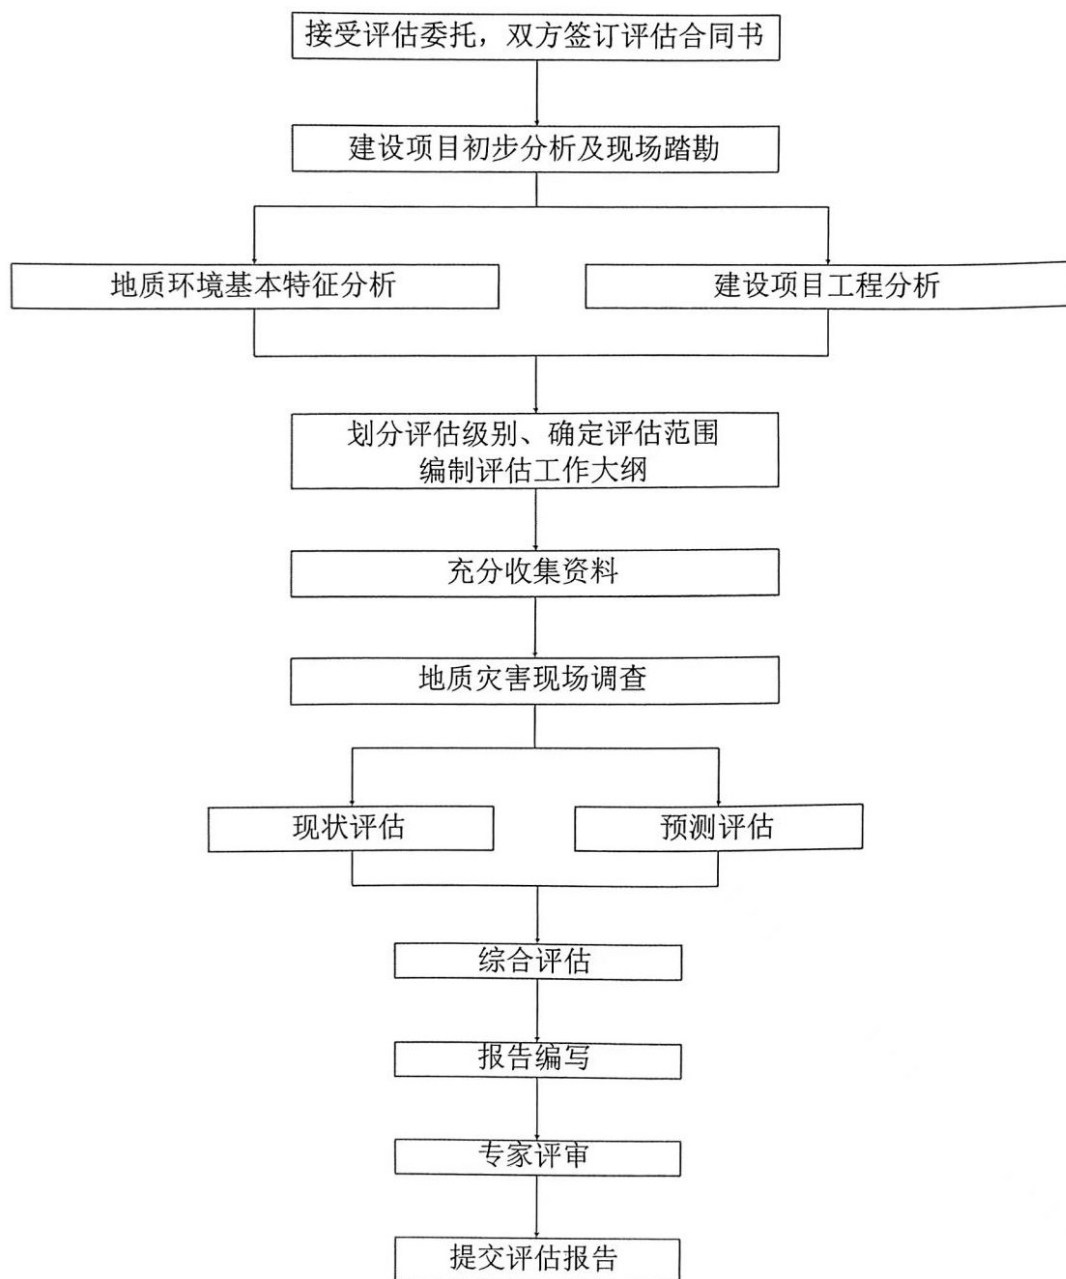 接受评估委托，双方签订评估合同书
建设项目初步分析及现场踏勘
地质环境基本特征分析
建设项目工程分析
划分评估级别、确定评估范围
编制评估工作大纲
充分收集资料
地质灾害现场调查
现状评估
预测评估
综合评估
报告编写
专家评审
提交评估报告